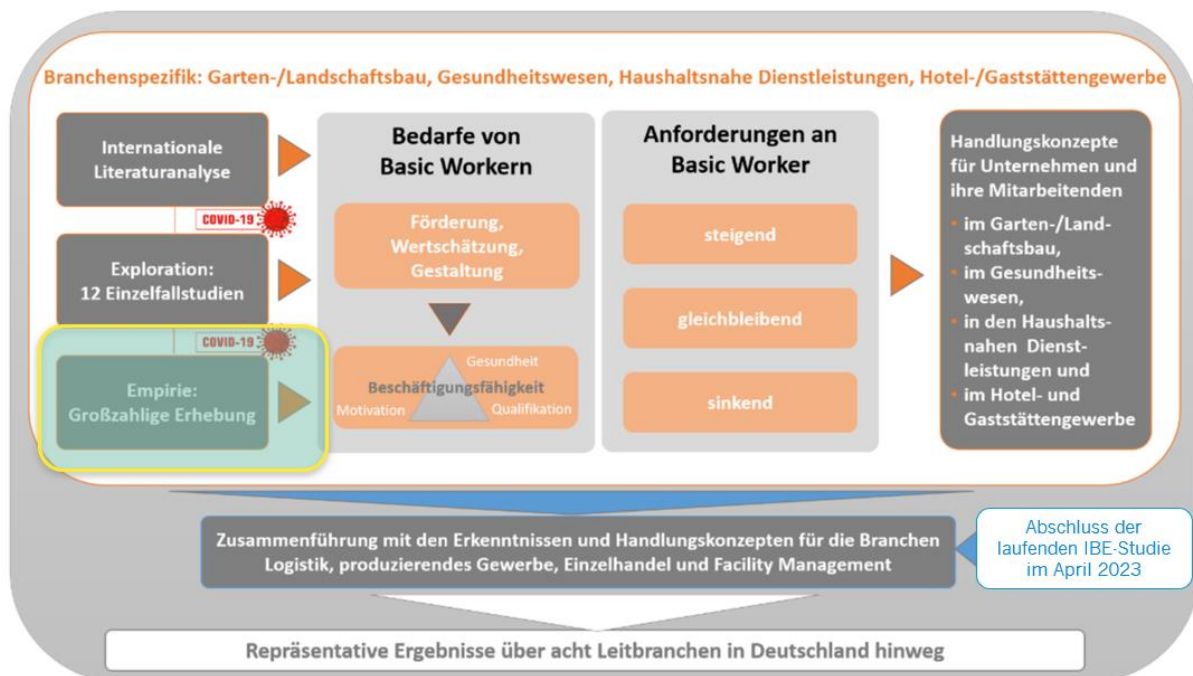 Branchenspezifik: Garten-/Landschaftsbau, Gesundheitswesen, Haushaltsnahe Dienstleistungen, Hotel-/Gaststättengewerbe
Internationale
Literaturanalyse
COVID-19
Exploration:
12 Einzelfallstudien
COVID-19
Empirie:
Großzahlige Erhebung
Bedarfe von
Basic Workern
Förderung,
Wertschätzung,
Gestaltung
Gesundheit
Beschäftigungsfähigkeit
Motivation
Qualifikation
Anforderungen an
Basic Worker
steigend
gleichbleibend
sinkend
Handlungskonzepte
für Unternehmen und
ihre Mitarbeitenden
• im Garten-/Land-
schaftsbau,
• im Gesundheits-
wesen,
• in den Haushalts-
nahen Dienst-
leistungen und
• im Hotel- und
Gaststättengewerbe
Zusammenführung mit den Erkenntnissen und Handlungskonzepten für die Branchen
Logistik, produzierendes Gewerbe, Einzelhandel und Facility Management
Abschluss der
laufenden IBE-Studie
im April 2023
Repräsentative Ergebnisse über acht Leitbranchen in Deutschland hinweg